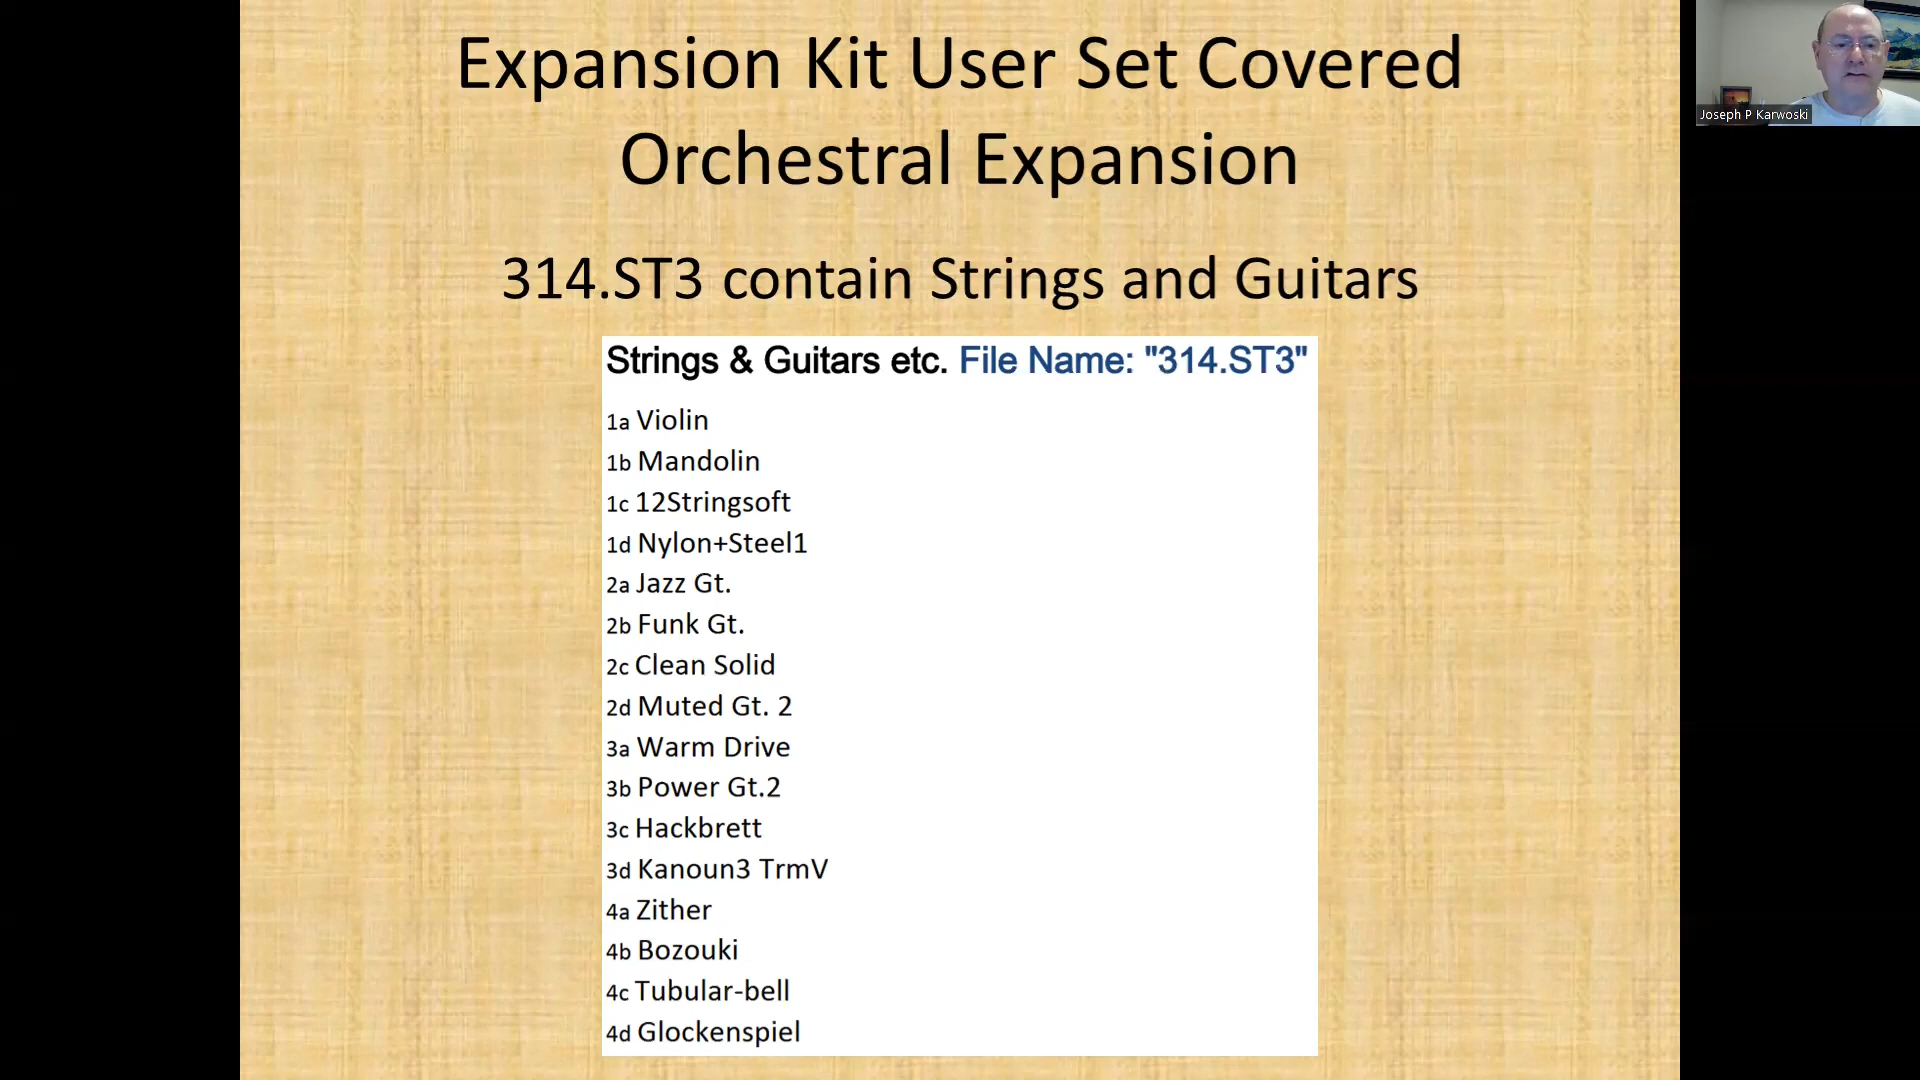 Expansion Kit User Set Covered
Orchestral Expansion
314.ST3 contain Strings and Guitars
Strings & Guitars etc. File Name: "314.ST3"
1a Violin
1b Mandolin
1c 12Stringsoft
1d Nylon+Steel1
2a Jazz Gt.
2b Funk Gt.
2c Clean Solid
2d Muted Gt. 2
3a Warm Drive
3b Power Gt.2
3c Hackbrett
3d Kanoun3 TrmV
4a Zither
4b Bozouki
4c Tubular-bell
4d Glockenspiel
Joseph P Karwoski